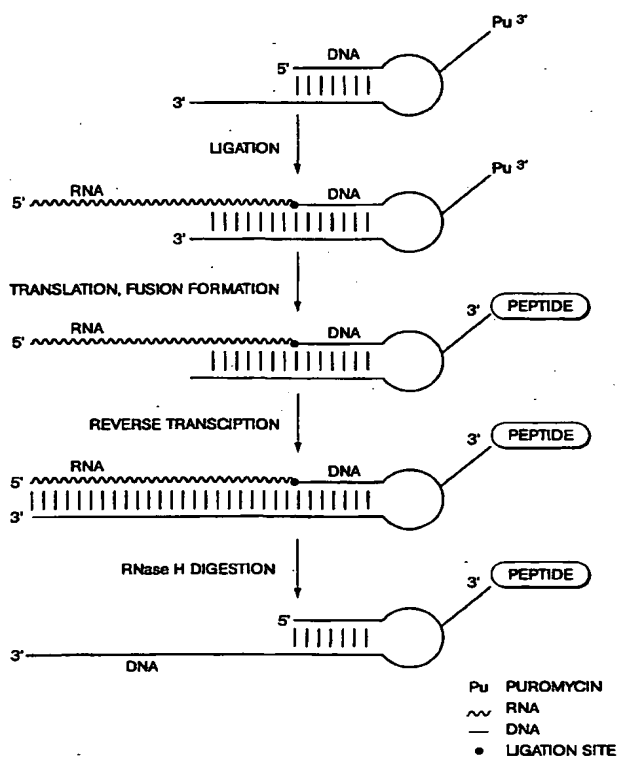 Pu 3'
5' DNA
3'
LIGATION
Pu 3'
5' RNA DNA
3'
TRANSLATION, FUSION FORMATION
3' PEPTIDE
5' RNA DNA
REVERSE TRANSCIPTION
3' PEPTIDE
5' RNA DNA
3'
RNase H DIGESTION
3' PEPTIDE
5'
3' DNA
Pu PUROMYCIN
RNA
DNA
LIGATION SITE